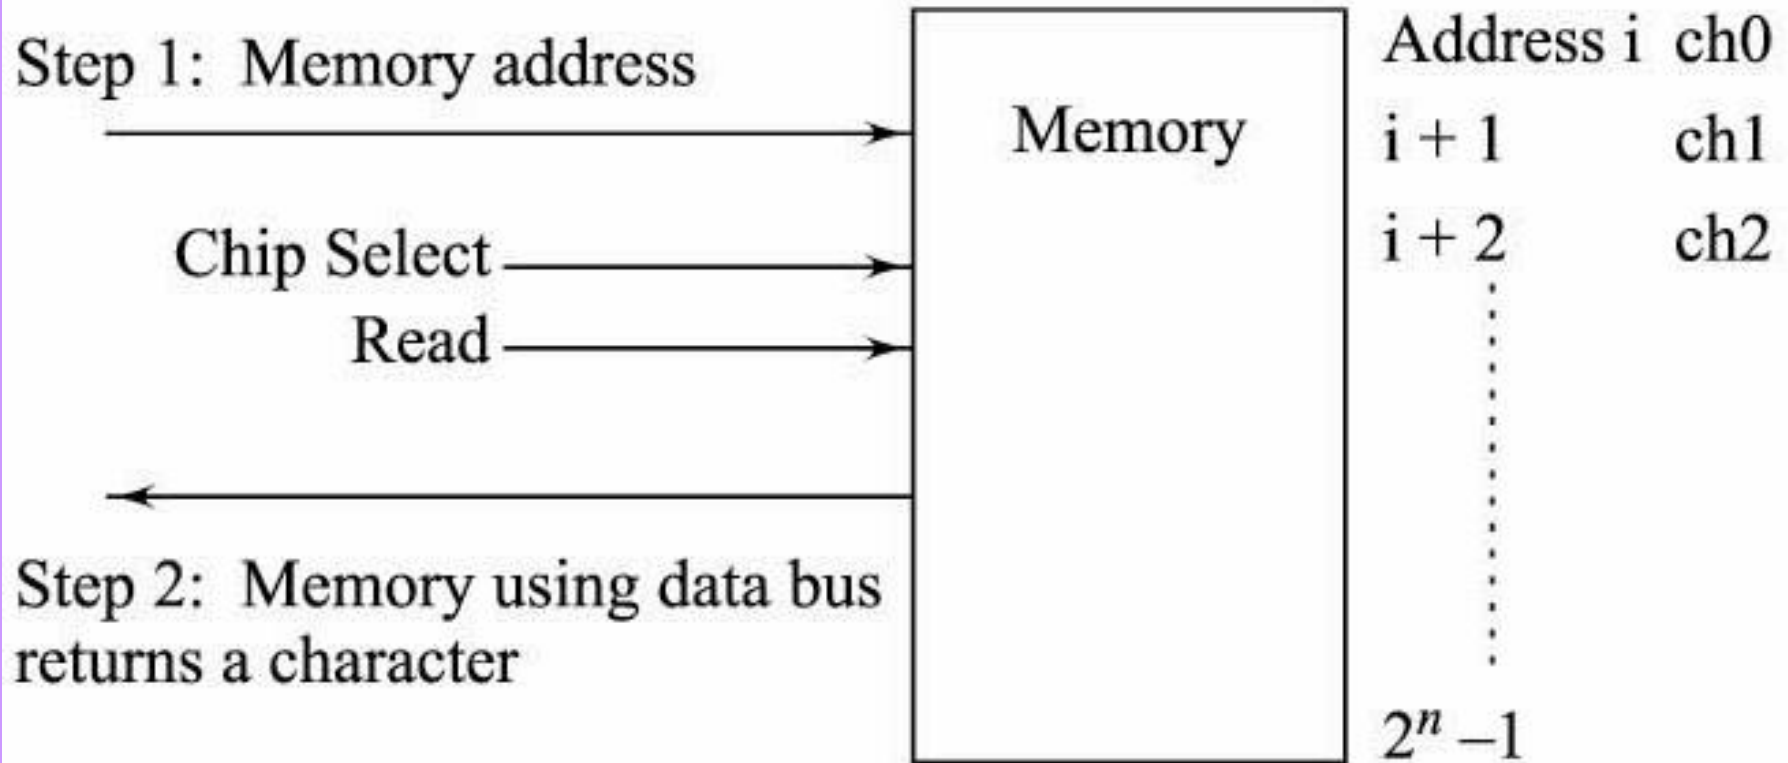 Step 1: Memory address
Chip Select
Read
Step 2: Memory using data bus
returns a character
Memory
Address i ch0
i + 1 ch1
i + 2 ch2
2ⁿ –1